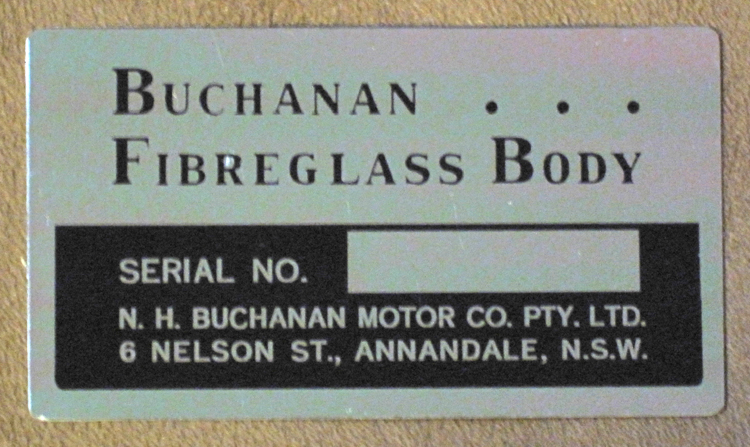 BUCHANAN . . .
FIBREGLASS BODY
SERIAL NO.
N. H. BUCHANAN MOTOR CO. PTY. LTD.
6 NELSON ST., ANNANDALE, N.S.W.